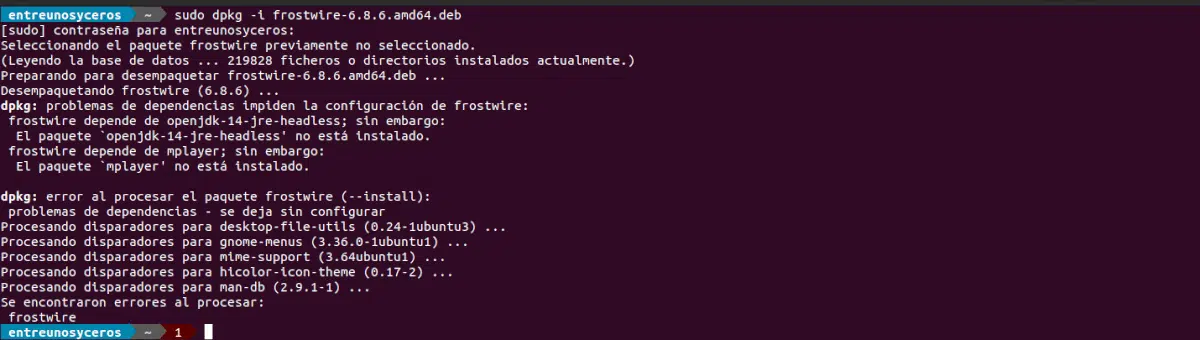 entreunosyceros ~ sudo dpkg -i frostwire-6.8.6.amd64.deb
[sudo] contraseña para entreunosyceros:
Seleccionando el paquete frostwire previamente no seleccionado.
(Leyendo la base de datos ... 219828 ficheros o directorios instalados actualmente.)
Preparando para desempaquetar frostwire-6.8.6.amd64.deb ...
Desempaquetando frostwire (6.8.6) ...
dpkg: problemas de dependencias impiden la configuración de frostwire:
frostwire depende de openjdk-14-jre-headless; sin embargo:
El paquete `openjdk-14-jre-headless' no está instalado.
frostwire depende de mplayer; sin embargo:
El paquete `mplayer' no está instalado.
dpkg: error al procesar el paquete frostwire (--install):
problemas de dependencias - se deja sin configurar
Procesando disparadores para desktop-file-utils (0.24-1ubuntu3) ...
Procesando disparadores para gnome-menus (3.36.0-1ubuntu1) ...
Procesando disparadores para mime-support (3.64ubuntu1) ...
Procesando disparadores para hicolor-icon-theme (0.17-2) ...
Procesando disparadores para man-db (2.9.1-1) ...
Se encontraron errores al procesar:
frostwire
entreunosyceros ~ 1